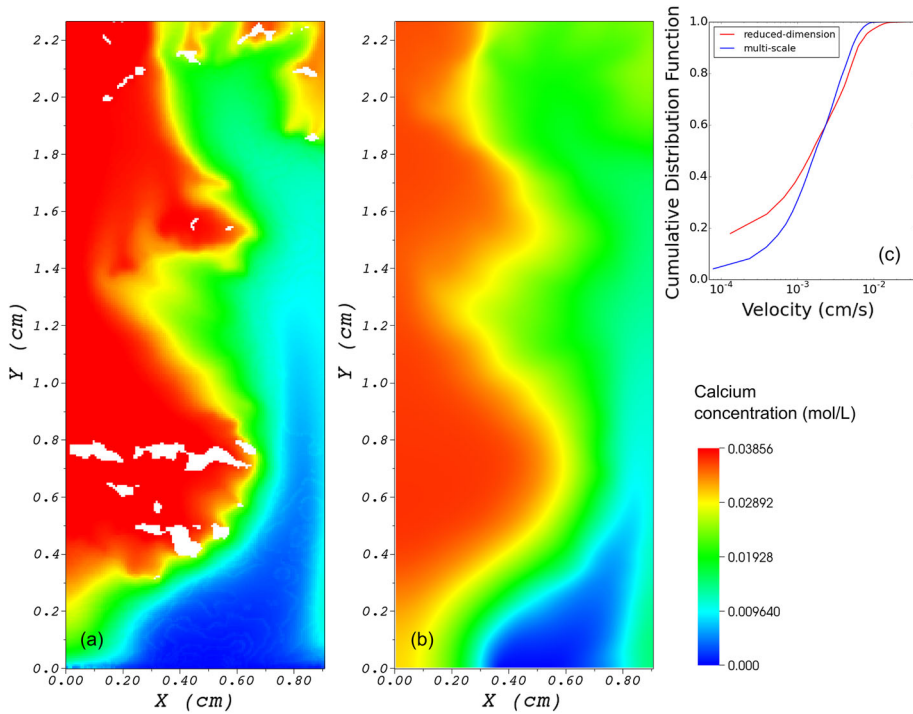 2.2
2.0
1.8
1.6
1.4
1.2
1.0
0.8
0.6
0.4
0.2
0.0
Y (cm)
(a)
0.00 0.20 0.40 0.60 0.80
X (cm)
2.2
2.0
1.8
1.6
1.4
1.2
1.0
0.8
0.6
0.4
0.2
0.0
Y (cm)
(b)
0.00 0.20 0.40 0.60 0.80
X (cm)
Cumulative Distribution Function
1.0
0.8
0.6
0.4
0.2
0.0
reduced-dimension
multi-scale
(c)
10⁻⁴ 10⁻³ 10⁻²
Velocity (cm/s)
Calcium
concentration (mol/L)
0.03856
0.02892
0.01928
0.009640
0.000